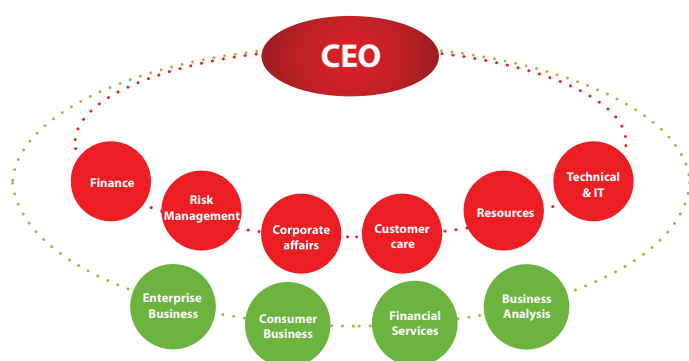 CEO
Finance
Risk
Management
Corporate
affairs
Customer
care
Resources
Technical
& IT
Enterprise
Business
Consumer
Business
Financial
Services
Business
Analysis